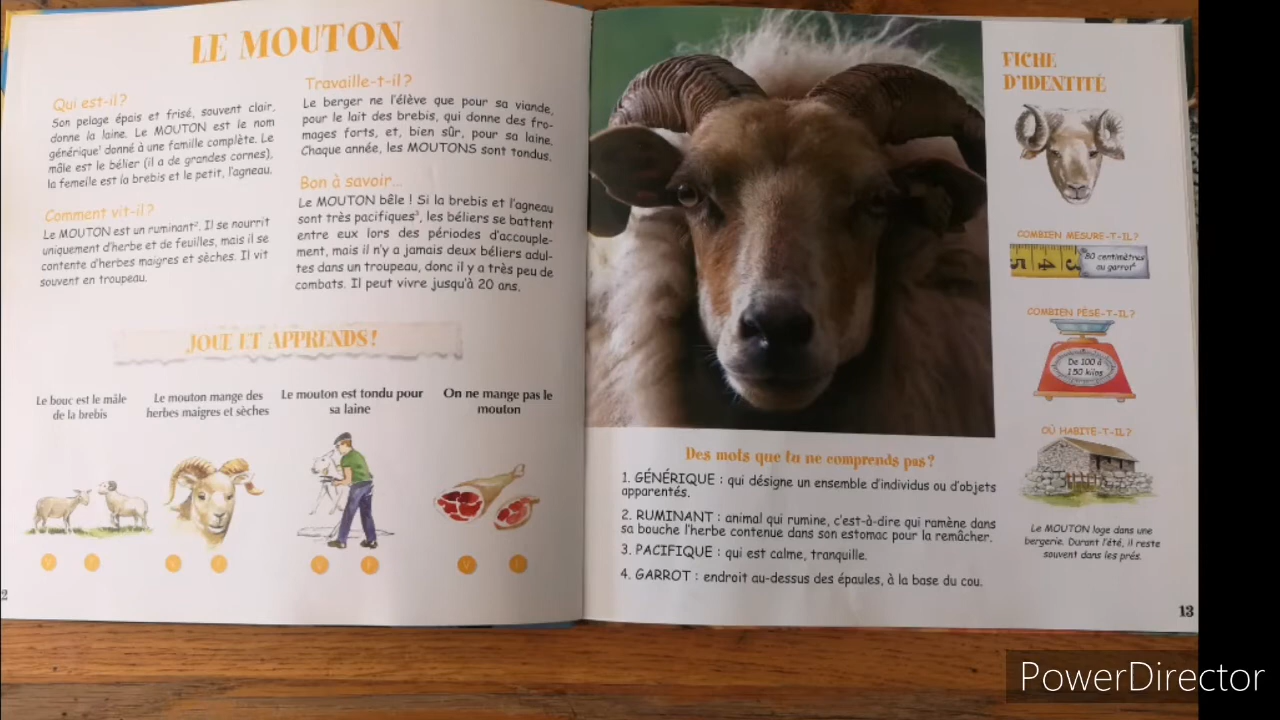 LE MOUTON
Qui est-il?
Son pelage épais et frisé, souvent clair,
donne la laine. Le MOUTON est le nom
générique¹ donné à une famille complète. Le
mâle est le bélier (il a de grandes cornes),
la femelle est la brebis et le petit, l'agneau.
Comment vit-il?
Le MOUTON est un ruminant². Il se nourrit
uniquement d'herbe et de feuilles, mais il se
contente d'herbes maigres et sèches. Il vit
souvent en troupeau.
Travaille-t-il?
Le berger ne l'élève que pour sa viande,
pour le lait des brebis, qui donne des fro-
mages forts, et, bien sûr, pour sa laine.
Chaque année, les MOUTONS sont tondus.
Bon à savoir...
Le MOUTON bêle ! Si la brebis et l'agneau
sont très pacifiques³, les béliers se battent
entre eux lors des périodes d'accouple-
ment, mais il n'y a jamais deux béliers adul-
tes dans un troupeau, donc il y a très peu de
combats. Il peut vivre jusqu'à 20 ans.
JOUE ET APPRENDS !
Le bouc est le mâle
de la brebis
Le mouton mange des
herbes maigres et sèches
Le mouton est tondu pour
sa laine
On ne mange pas le
mouton
V F
V F
V F
V F
Des mots que tu ne comprends pas?
1. GÉNÉRIQUE : qui désigne un ensemble d'individus ou d'objets
apparentés.
2. RUMINANT : animal qui rumine, c'est-à-dire qui ramène dans
sa bouche l'herbe contenue dans son estomac pour la remâcher.
3. PACIFIQUE : qui est calme, tranquille.
4. GARROT : endroit au-dessus des épaules, à la base du cou.
FICHE
D'IDENTITÉ
COMBIEN MESURE-T-IL?
80 centimètres
au garrot⁴
COMBIEN PÈSE-T-IL?
De 100 à
150 kilos
OÙ HABITE-T-IL?
Le MOUTON loge dans une
bergerie. Durant l'été, il reste
souvent dans les prés.
13
PowerDirector